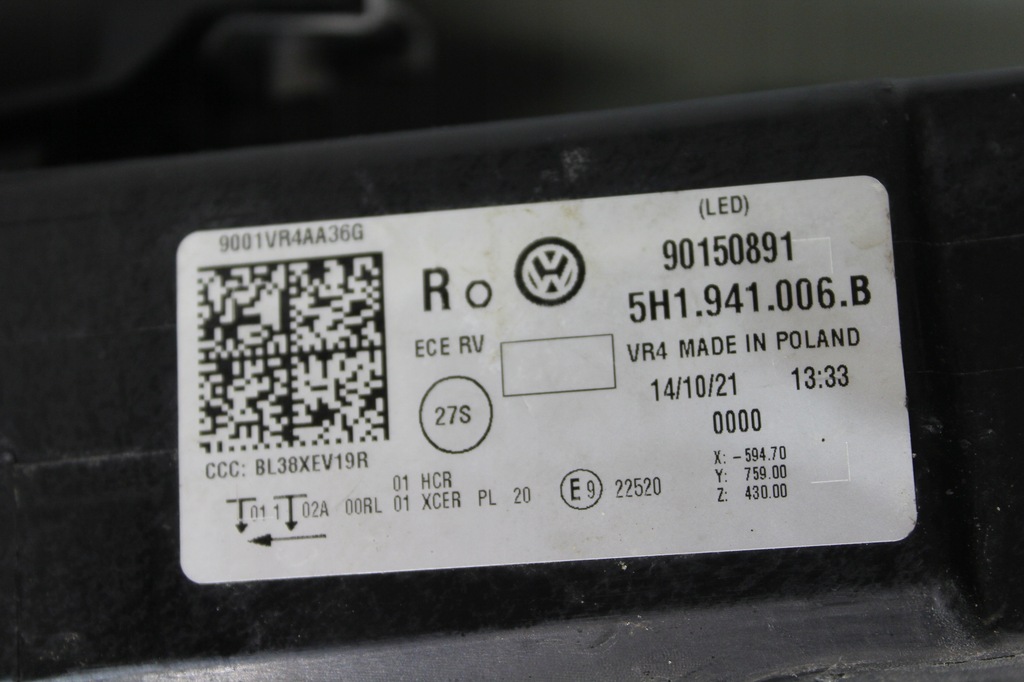 9001VR4AA36G
(LED)
90150891
R
5H1.941.006.B
ECE RV
VR4 MADE IN POLAND
27S
14/10/21 13:33
0000
CCC: BL38XEV19R
X: -594.70
Y: 759.00
Z: 430.00
01 HCR
01 1 02A 00RL 01 XCER PL 20 E9 22520